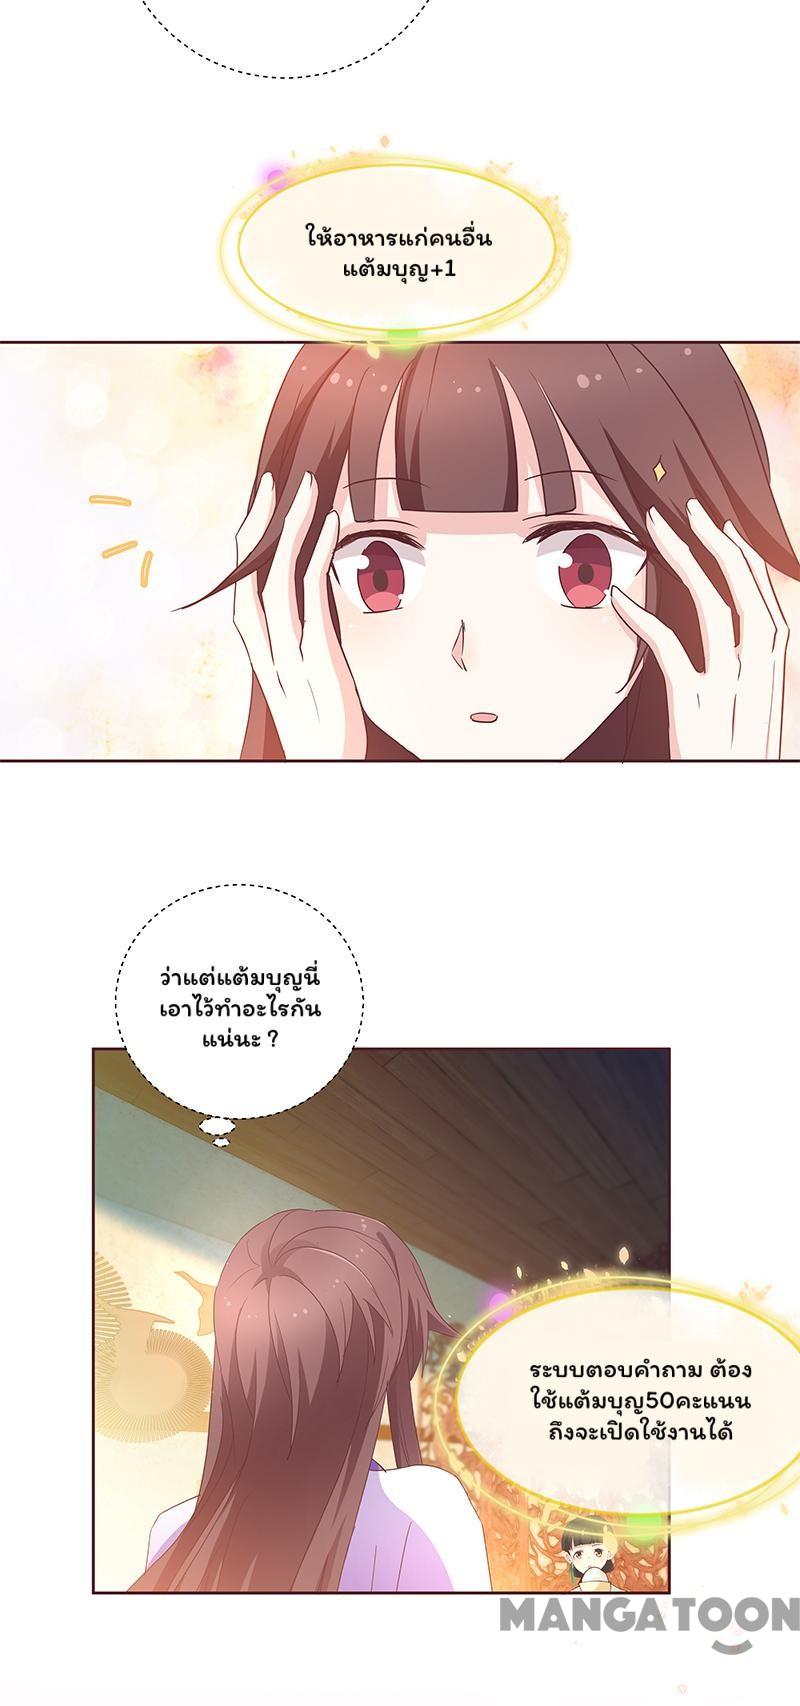 ให้อาหารแก่คนอื่น
แต้มบุญ+1
ว่าแต่แต้มบุญนี่
เอาไว้ทำอะไรกัน
แน่นะ ?
ระบบตอบคำถาม ต้อง
ใช้แต้มบุญ50คะแนน
ถึงจะเปิดใช้งานได้
MANGATOON